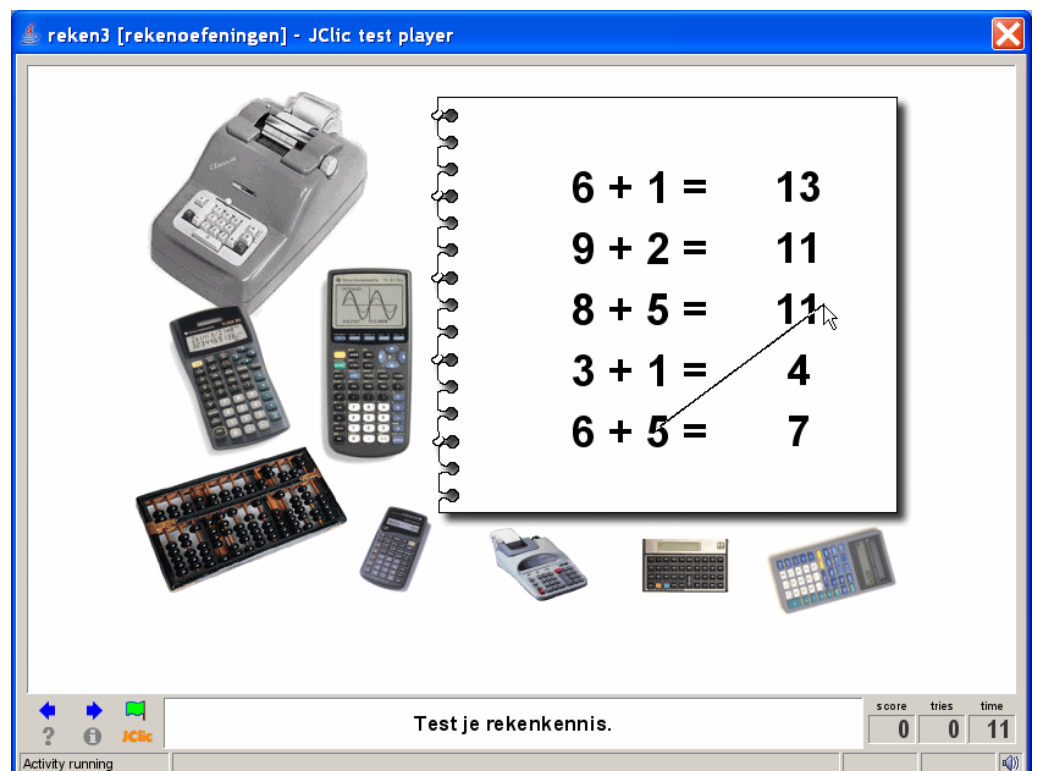 reken3 [rekenoefeningen] - JClic test player
6 + 1 = 13
9 + 2 = 11
8 + 5 = 11
3 + 1 = 4
6 + 5 = 7
Test je rekenkennis.
score tries time
0 0 11
? i JClic
Activity running